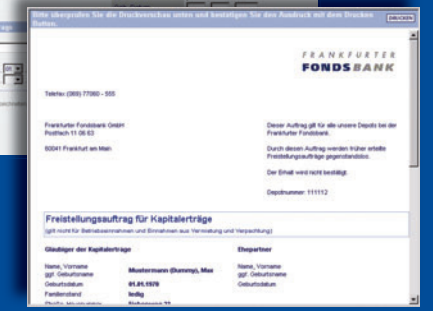 Bitte überprüfen Sie die Druckvorschau unten und bestätigen Sie den Ausdruck mit dem Drucken
Button.
DRUCKEN
FRANKFURTER
FONDSBANK
Telefax (069) 77060 - 555
Frankfurter Fondsbank GmbH
Postfach 11 06 63
60041 Frankfurt am Main
Dieser Auftrag gilt für alle unsere Depots bei der
Frankfurter Fondsbank.
Durch diesen Auftrag werden früher erteilte
Freistellungsaufträge gegenstandslos.
Der Erhalt wird nicht bestätigt.
Depotnummer: 111112
Freistellungsauftrag für Kapitalerträge
(gilt nicht für Betriebseinnahmen und Einnahmen aus Vermietung und Verpachtung)
Gläubiger der Kapitalerträge
Ehepartner
Name, Vorname
ggf. Geburtsname
Mustermann (Dummy), Max
Name, Vorname
ggf. Geburtsname
Geburtsdatum
01.01.1970
Geburtsdatum
Familienstand
ledig